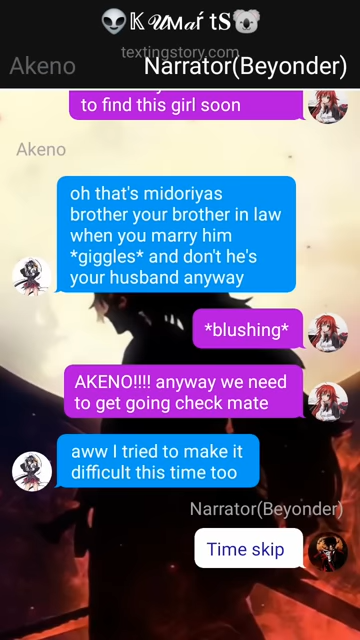 👽𝕂 𝓤мαŕ tS🐨
textingstory.com
Akeno Narrator(Beyonder)
to find this girl soon
Akeno
oh that's midoriyas
brother your brother in law
when you marry him
*giggles* and don't he's
your husband anyway
*blushing*
AKENO!!!! anyway we need
to get going check mate
aww I tried to make it
difficult this time too
Narrator(Beyonder)
Time skip